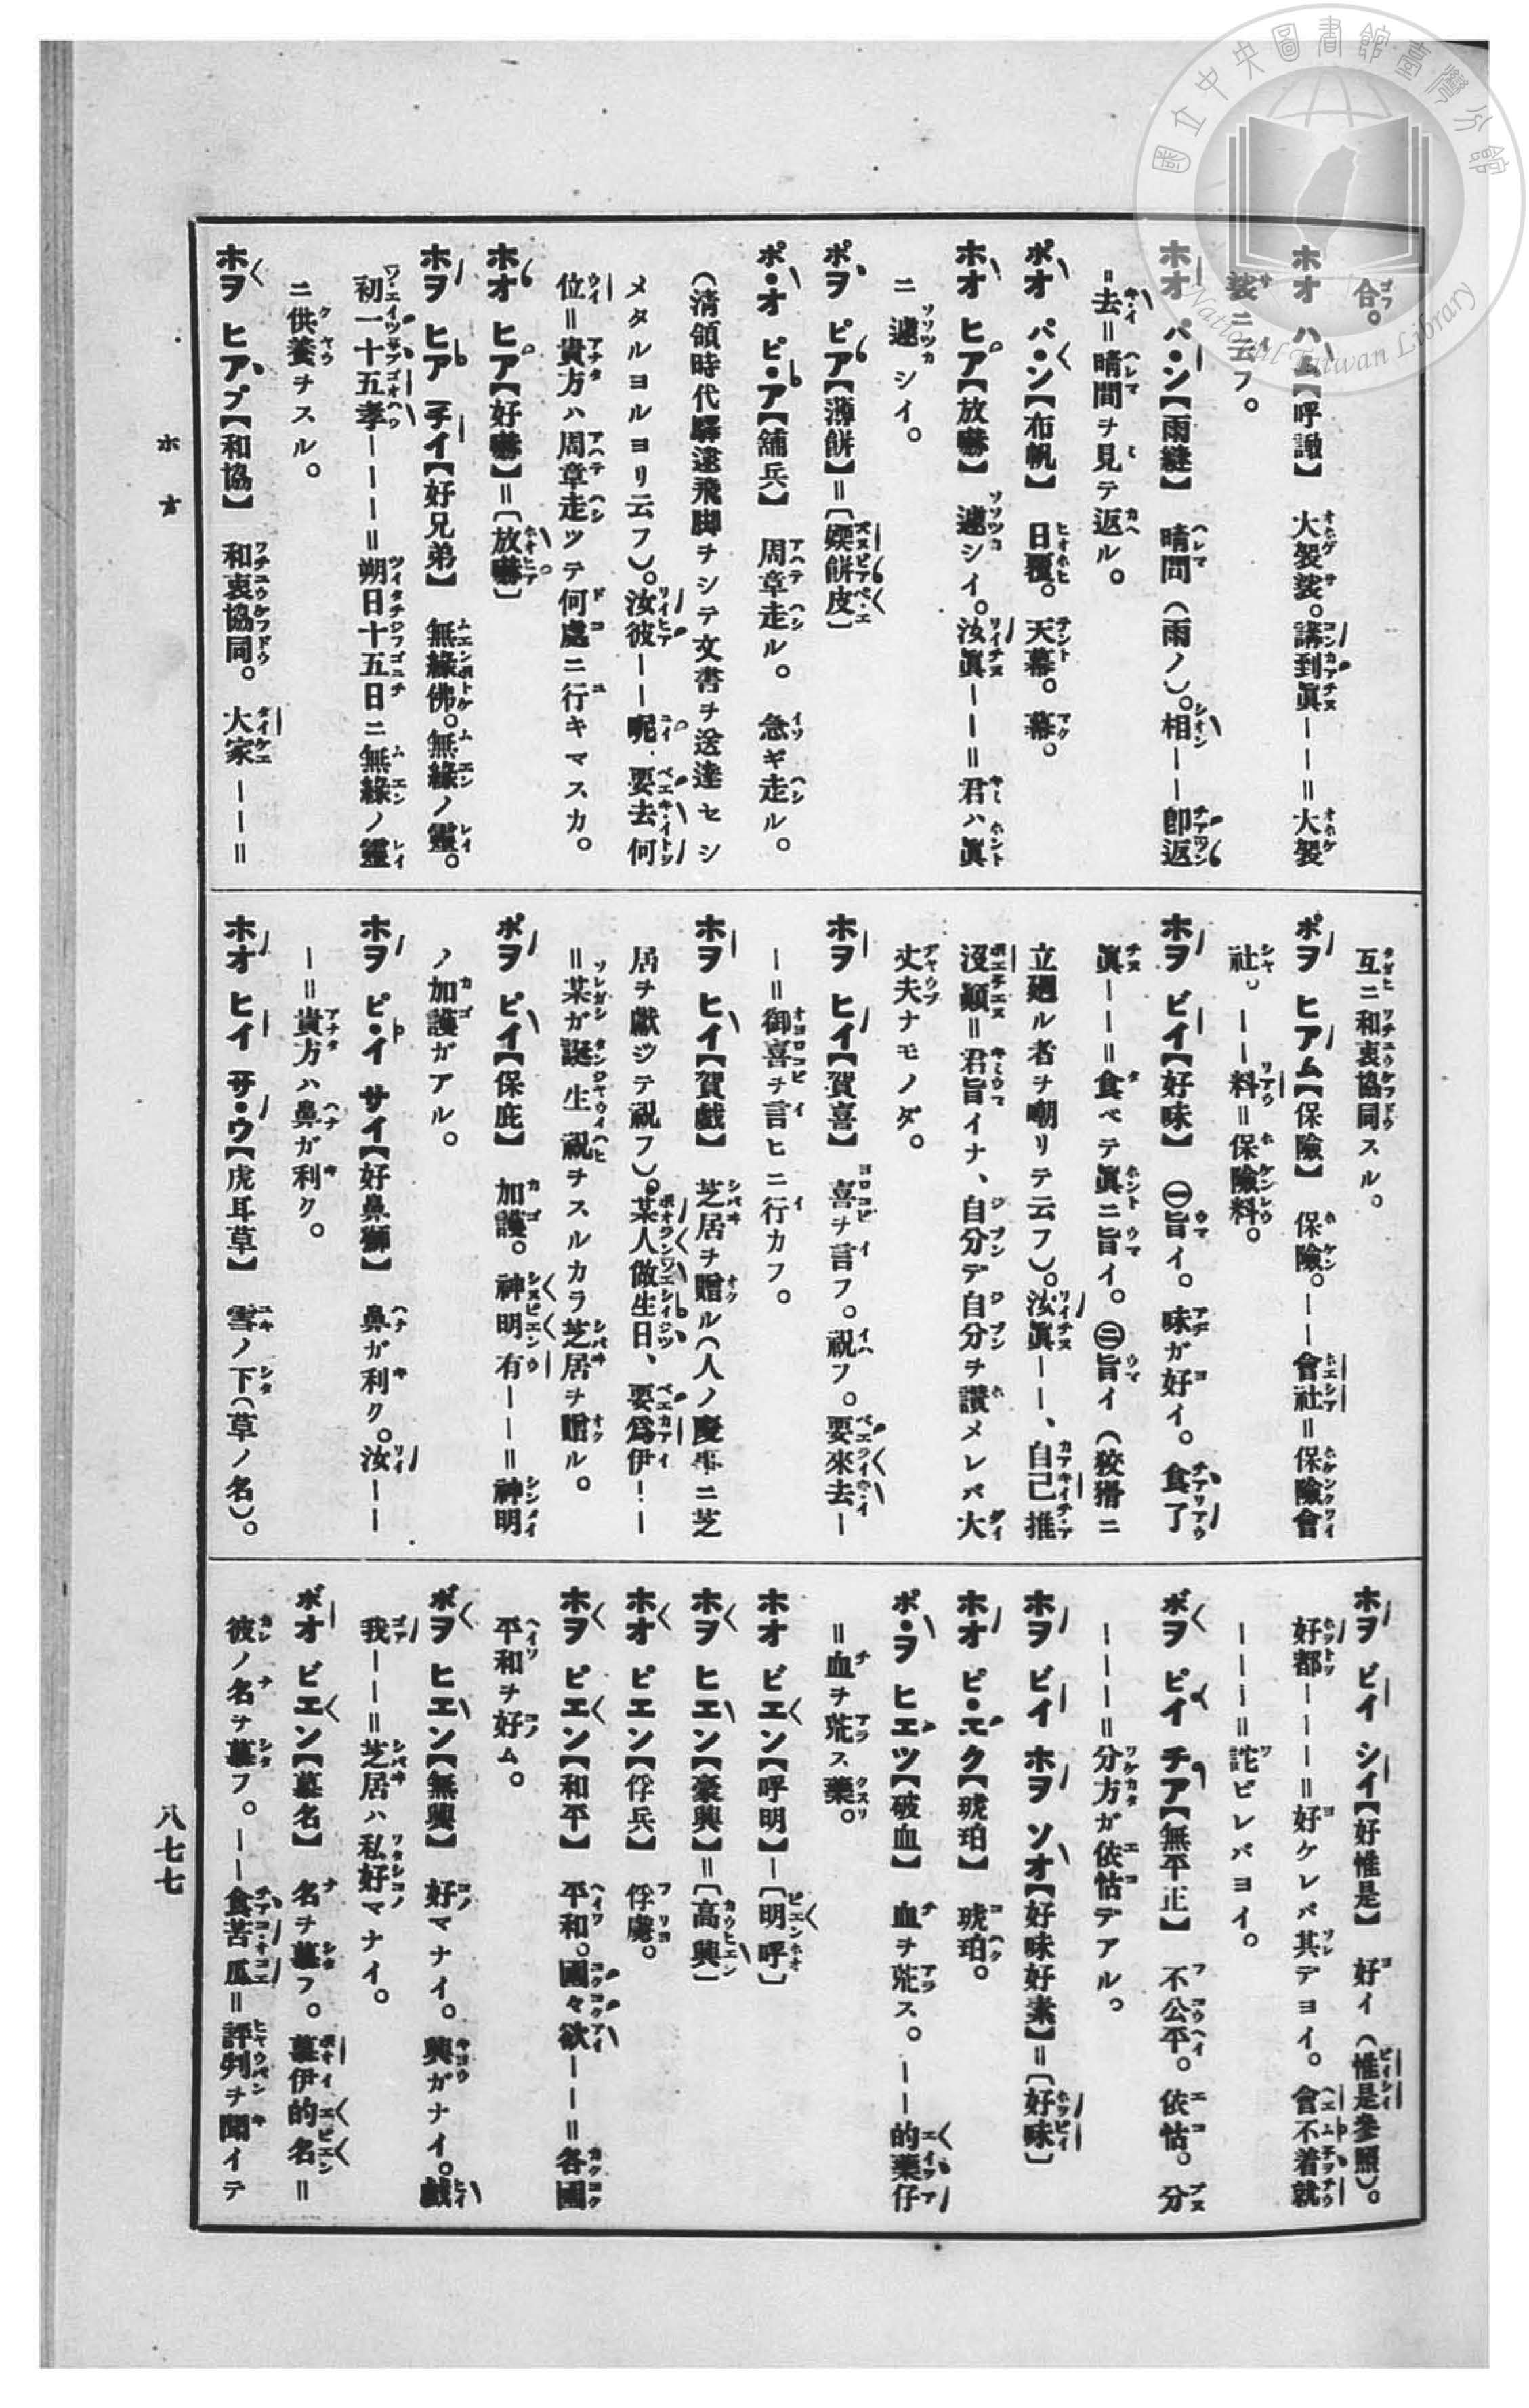 合。
ホオ ハム【呼譀】 大袈裟。講到眞――=大袈
裟ニ云フ。
ホオ パ・ン【雨縫】 晴間（雨ノ）。相――卽返
=去=晴間ヲ見テ返ル。
ポオ パ・ン【布帆】 日覆。天幕。幕。
ホオ ヒア【放嚇】 遽シイ。汝眞――=君ハ眞
ニ遽シイ。
ポヲ ピア【薄餅】=〔餅皮〕
ポ・オ ピ・ア【舖兵】 周章走ル。急ギ走ル。
（淸領時代驛遞飛脚ヲシテ文書ヲ送達セシ
メタルヨルヨリ云フ）。汝彼――呢要去何
位=貴方ハ周章走ツテ何處ニ行キマスカ。
ホオ ヒア【好嚇】=〔放嚇〕
ホヲ ヒア チイ【好兄弟】 無緣佛。無緣ノ靈。
初一十五孝――――=朔日十五日ニ無緣ノ靈
ニ供養ヲスル。
ホヲ ヒアプ【和協】 和衷協同。大家――=
互ニ和衷協同スル。
ポヲ ヒアム【保險】 保險。――會社=保險會
社。――料=保險料。
ホヲ ビイ【好味】 ㊀旨イ。味ガ好イ。食了
眞――=食ベテ眞ニ旨イ。㊁旨イ（狡猾ニ
立廻ル者ヲ嘲リテ云フ）。汝眞――、自己推
沒顚=君旨イナ、自分デ自分ヲ讚メレバ大
丈夫ナモノダ。
ホヲ ヒイ【賀喜】 喜ヲ言フ。祝フ。要來去―
―=御喜ヲ言ヒニ行カフ。
ホヲ ヒイ【賀戲】 芝居ヲ贈ル（人ノ慶事ニ芝
居ヲ獻ジテ祝フ）。某人做生日、要爲伊――
=某ガ誕生祝ヲスルカラ芝居ヲ贈ル。
ポヲ ピイ【保庇】 加護。神明有――=神明
ノ加護ガアル。
ホヲ ピ・イ サイ【好鼻獅】 鼻ガ利ク。汝――
―=貴方ハ鼻ガ利ク。
ホオ ヒイ サ・ウ【虎耳草】 雪ノ下（草ノ名）。
ホヲ ビイ シイ【好惟是】 好イ（惟是參照）。
好都―――=好ケレバ其デヨイ。會不着就
―――=詫ビレバヨイ。
ボヲ ピイ チア【無平正】 不公平。依怙。分
―――=分方ガ依怙デアル。
ホヲ ビイ ホヲ ソオ【好味好素】=〔好味〕
ホオ ピ・エク【琥珀】 琥珀。
ポ・ヲ ヒエツ【破血】 血ヲ荒ス。――的藥仔
=血ヲ荒ス藥。
ホオ ビエン【呼明】―〔明呼〕
ホヲ ヒエン【豪興】=〔高興〕
ホオ ピエン【俘兵】 俘虜。
ホヲ ピエン【和平】 平和。國々欲――=各國
平和ヲ好ム。
ボヲ ヒエン【無興】 好マナイ。興ガナイ。戲
我――=芝居ハ私好マナイ。
ボオ ビエン【慕名】 名ヲ慕フ。慕伊的名=
彼ノ名ヲ慕フ。――食苦瓜=評判ヲ聞イテ
ホ オ
八七七
國立中央圖書館臺灣分館
National Taiwan Library